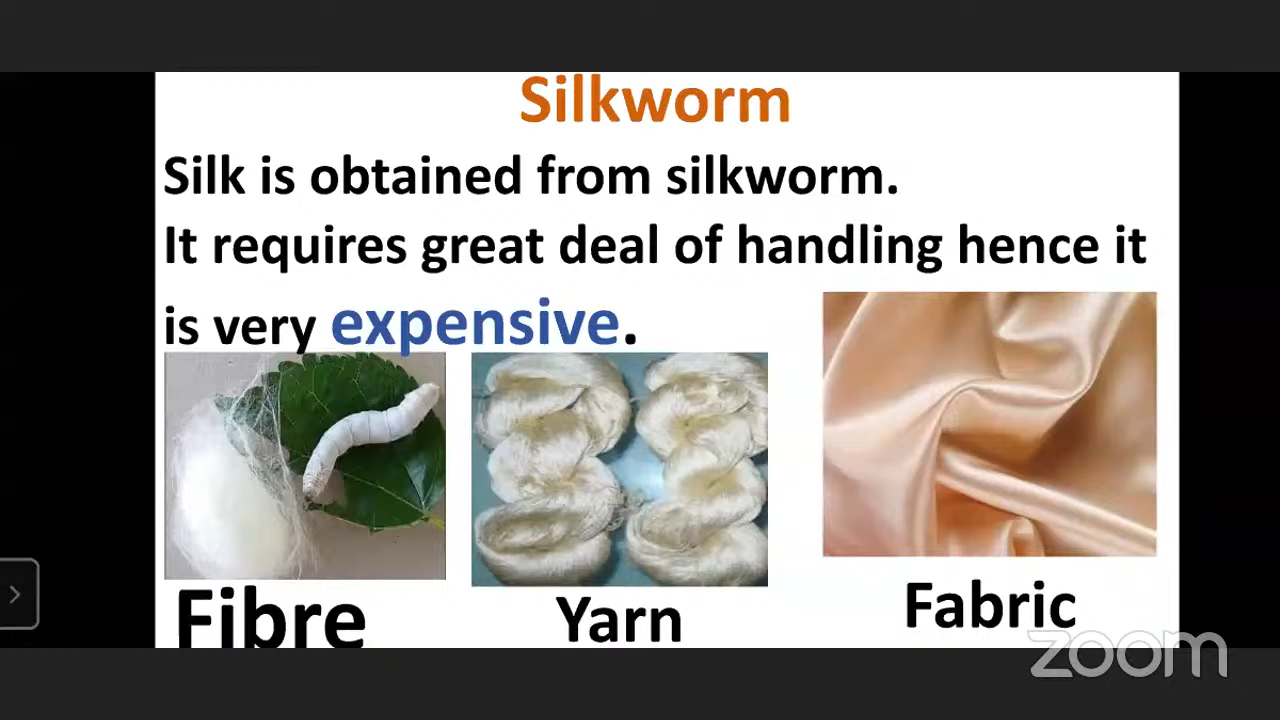 Silkworm
Silk is obtained from silkworm.
It requires great deal of handling hence it
is very expensive.
Fibre
Yarn
Fabric
zoom